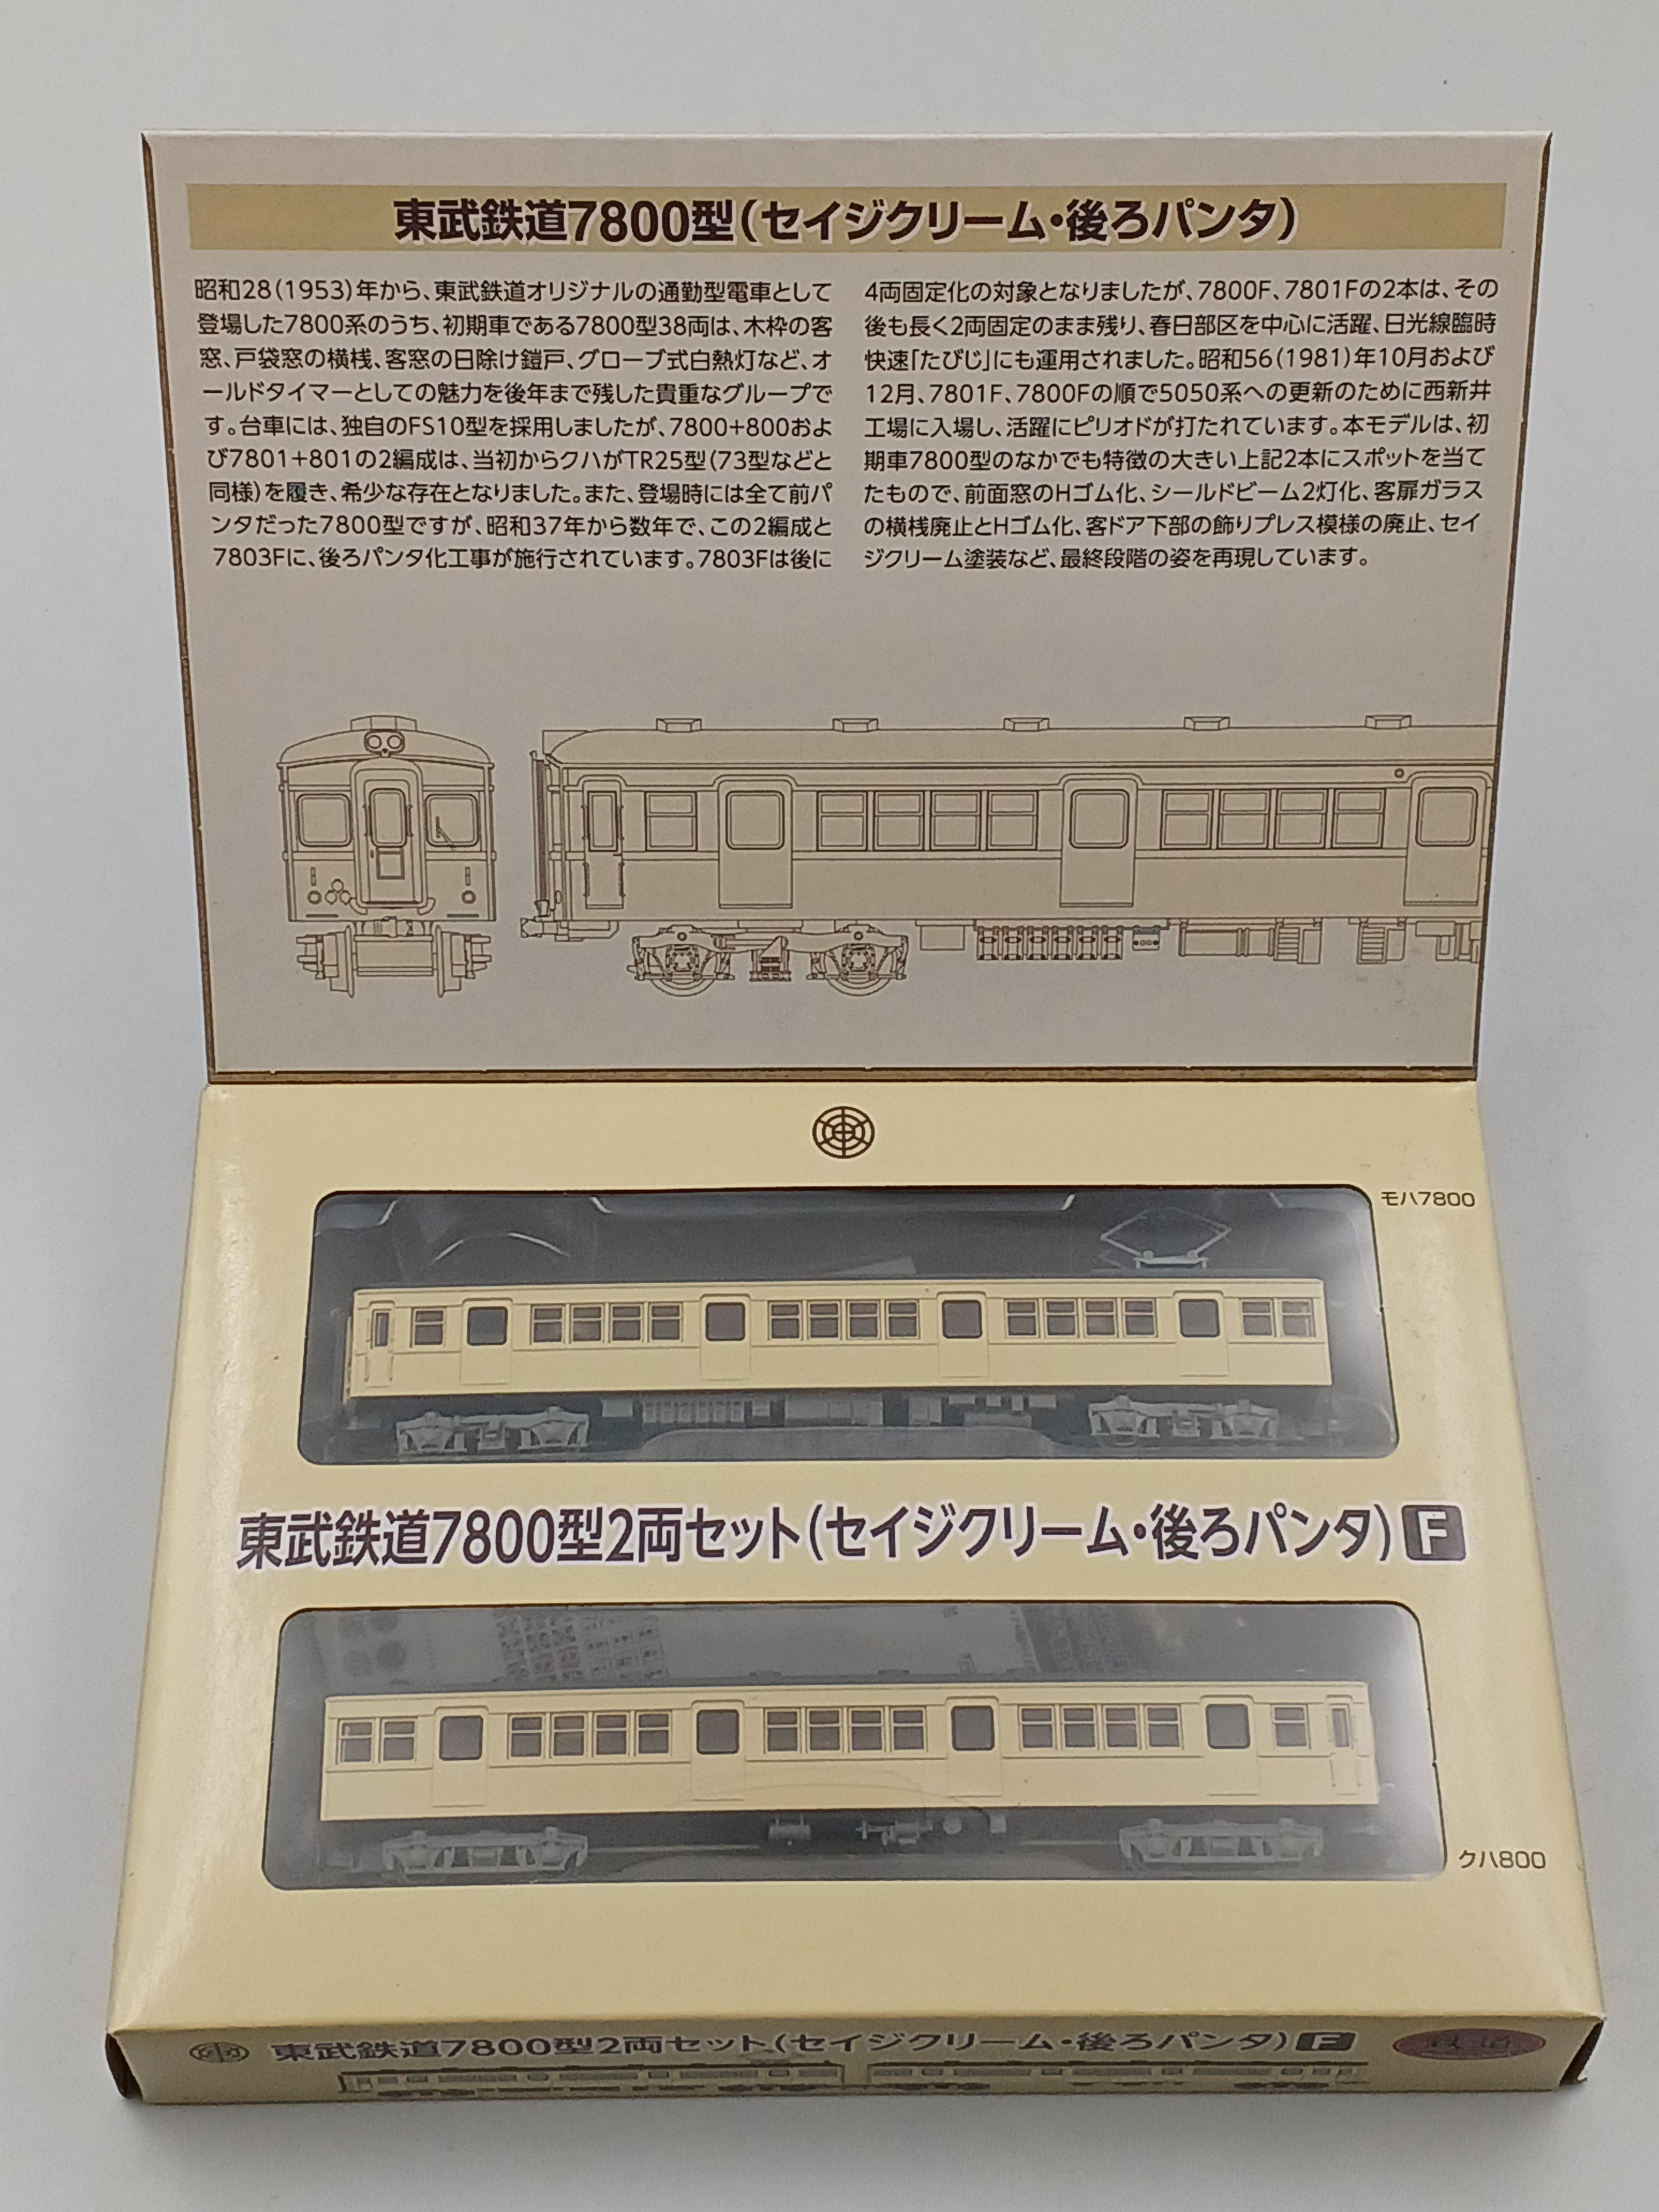 東武鉄道7800型(セイジクリーム・後ろパンタ)
昭和28(1953)年から、東武鉄道オリジナルの通勤型電車として
登場した7800系のうち、初期車である7800型38両は、木枠の客
窓、戸袋窓の横桟、客窓の日除け鎧戸、グローブ式白熱灯など、オ
ールドタイマーとしての魅力を後年まで残した貴重なグループで
す。台車には、独自のFS10型を採用しましたが、7800+800およ
び7801+801の2編成は、当初からクハがTR25型(73型などと
同様)を履き、希少な存在となりました。また、登場時には全て前パ
ンタだった7800型ですが、昭和37年から数年で、この2編成と
7803Fに、後ろパンタ化工事が施行されています。7803Fは後に
4両固定化の対象となりましたが、7800F、7801Fの2本は、その
後も長く2両固定のまま残り、春日部区を中心に活躍、日光線臨時
快速「たびじ」にも運用されました。昭和56(1981)年10月および
12月、7801F、7800Fの順で5050系への更新のために西新井
工場に入場し、活躍にピリオドが打たれています。本モデルは、初
期車7800型のなかでも特徴の大きい上記2本にスポットを当て
たもので、前面窓のHゴム化、シールドビーム2灯化、客扉ガラス
の横桟廃止とHゴム化、客ドア下部の飾りプレス模様の廃止、セイ
ジクリーム塗装など、最終段階の姿を再現しています。
モハ7800
東武鉄道7800型2両セット(セイジクリーム・後ろパンタ)F
クハ800
東武鉄道7800型2両セット(セイジクリーム・後ろパンタ)F